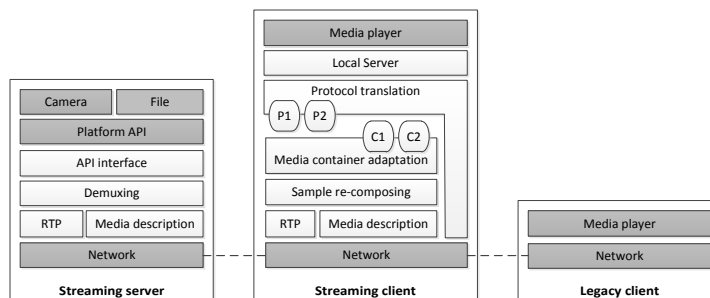 Camera
File
Platform API
API interface
Demuxing
RTP
Media description
Network
Streaming server
Media player
Local Server
Protocol translation
P1
P2
C1
C2
Media container adaptation
Sample re-composing
RTP
Media description
Network
Streaming client
Media player
Network
Legacy client